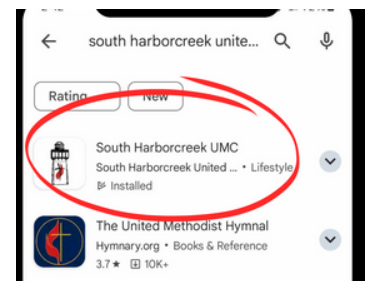 south harborcreek unite...
Rating
New
South Harborcreek UMC
South Harborcreek United ... • Lifestyle
Installed
The United Methodist Hymnal
Hymnary.org • Books & Reference
3.7★ 10K+